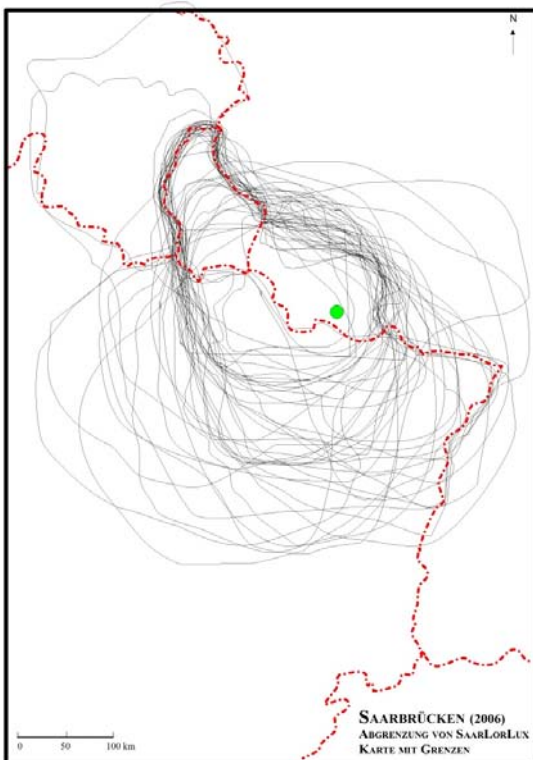 N
0 50 100 km
SAARBRÜCKEN (2006)
ABGRENZUNG VON SAARLORLUX
KARTE MIT GRENZEN